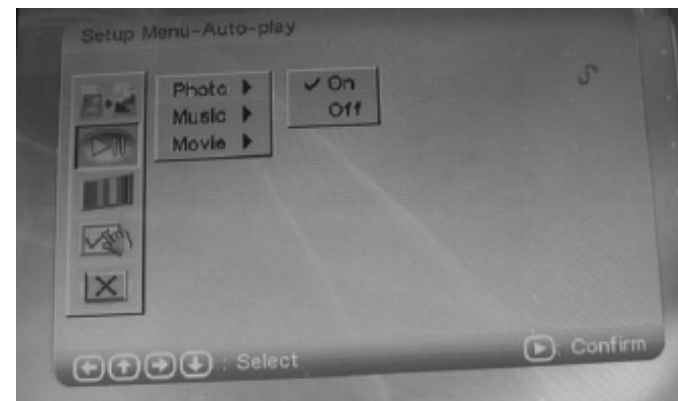 Setup Menu-Auto-play
Photo
Music
Movie
On
Off
: Select
: Confirm